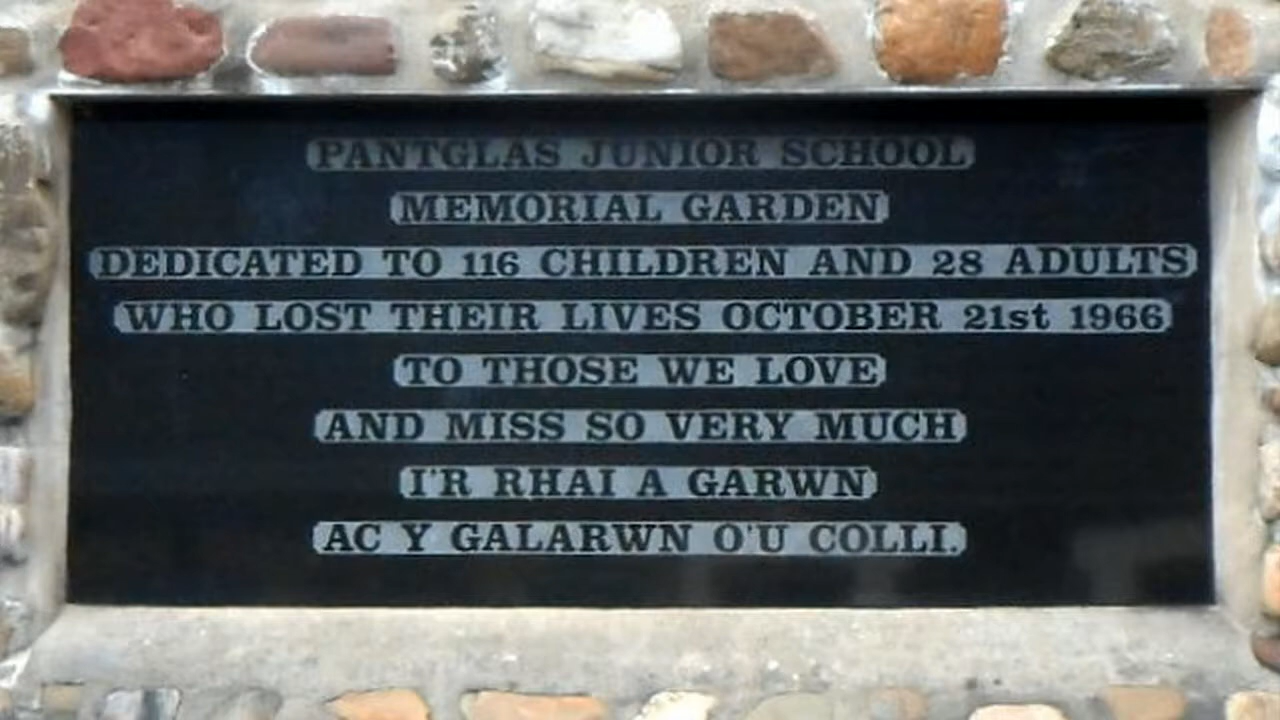 PANTGLAS JUNIOR SCHOOL
MEMORIAL GARDEN
DEDICATED TO 116 CHILDREN AND 28 ADULTS
WHO LOST THEIR LIVES OCTOBER 21st 1966
TO THOSE WE LOVE
AND MISS SO VERY MUCH
I'R RHAI A GARWN
AC Y GALARWN O'U COLLI.